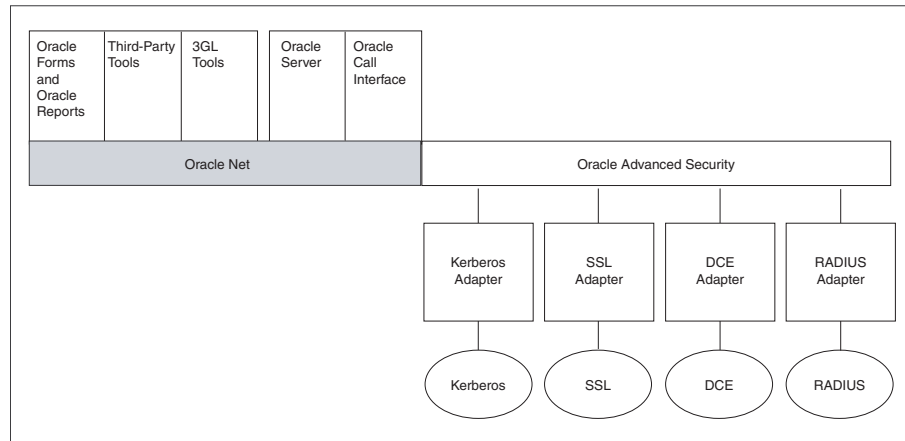 Oracle
Forms
and
Oracle
Reports
Third-Party
Tools
3GL
Tools
Oracle
Server
Oracle
Call
Interface
Oracle Net
Oracle Advanced Security
Kerberos
Adapter
SSL
Adapter
DCE
Adapter
RADIUS
Adapter
Kerberos
SSL
DCE
RADIUS